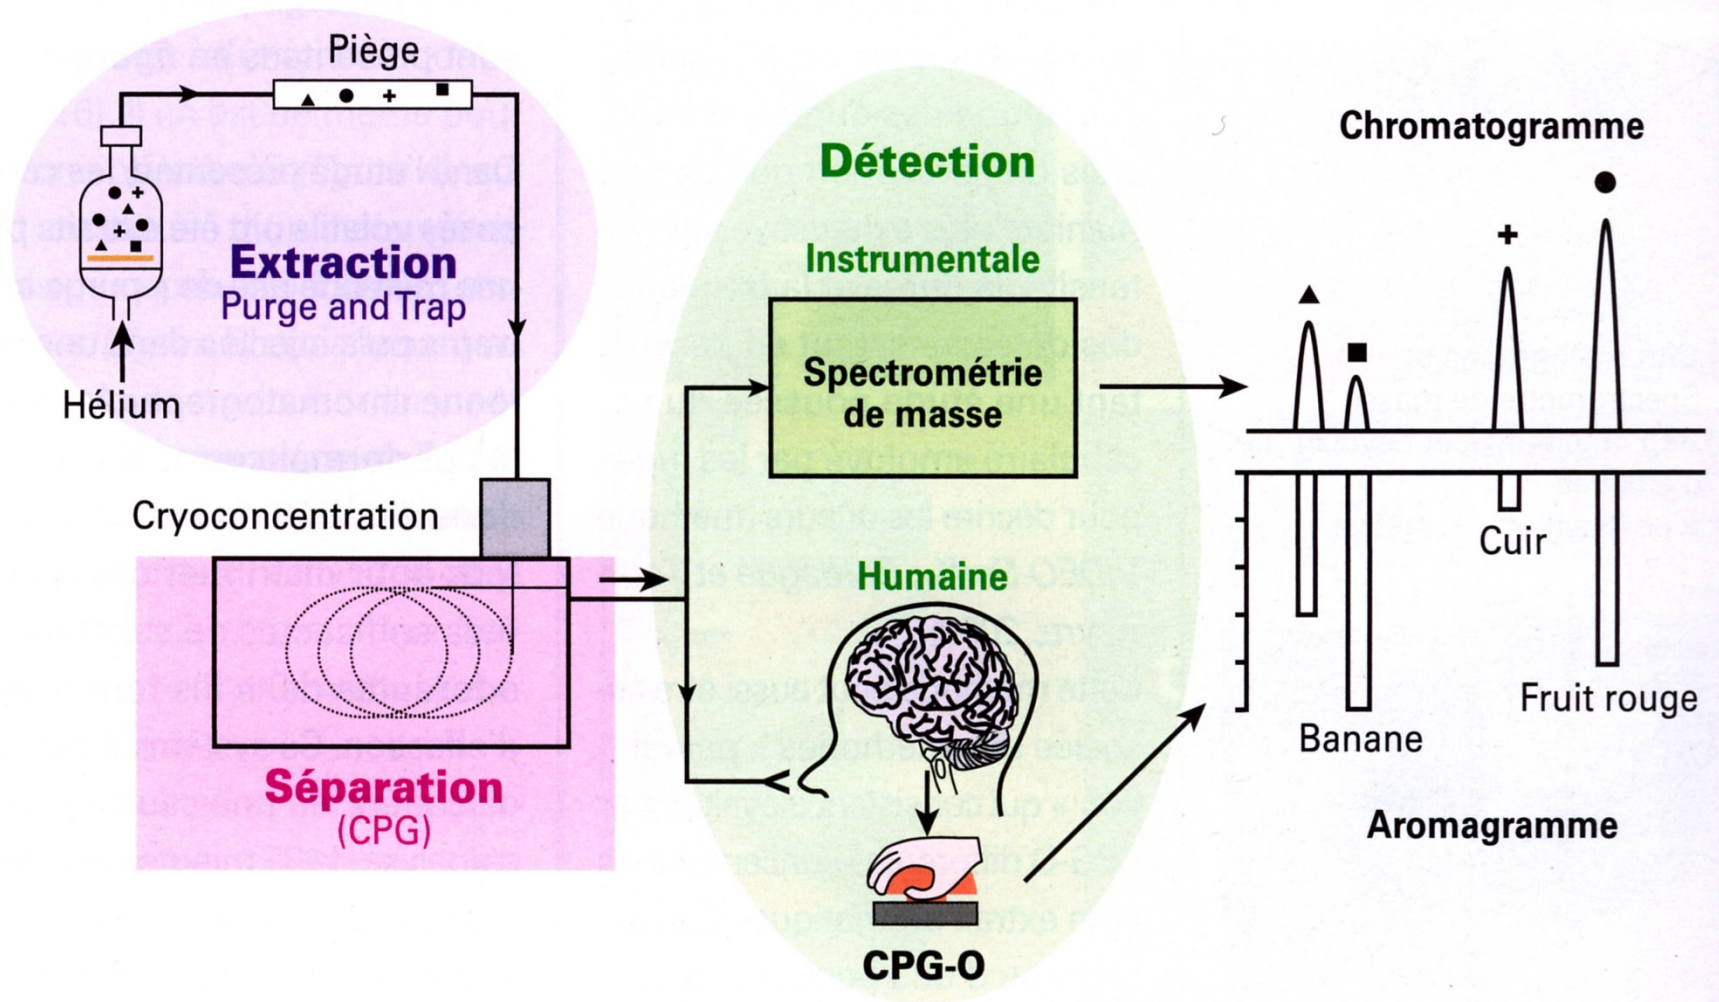 Piège
Extraction
Purge and Trap
Hélium
Cryoconcentration
Séparation
(CPG)
Détection
Instrumentale
Spectrométrie
de masse
Humaine
CPG-O
Chromatogramme
Cuir
Fruit rouge
Banane
Aromagramme